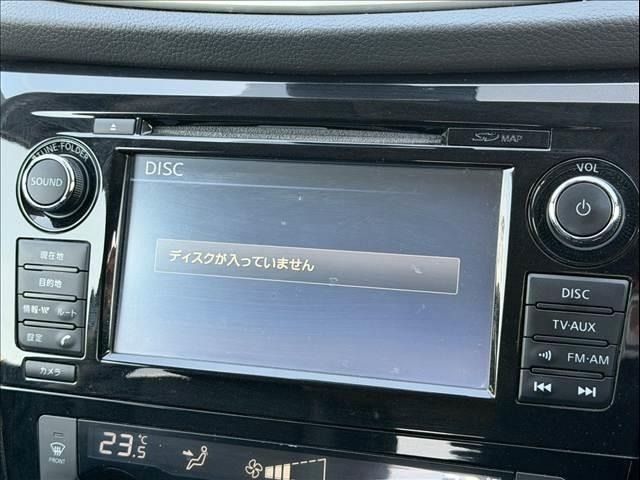 SD MAP
TUNE·FOLDER
SOUND
VOL
DISC
ディスクが入っていません
現在地
目的地
情報· ルート
設定
カメラ
DISC
TV·AUX
FM·AM
23.5 °C
FRONT